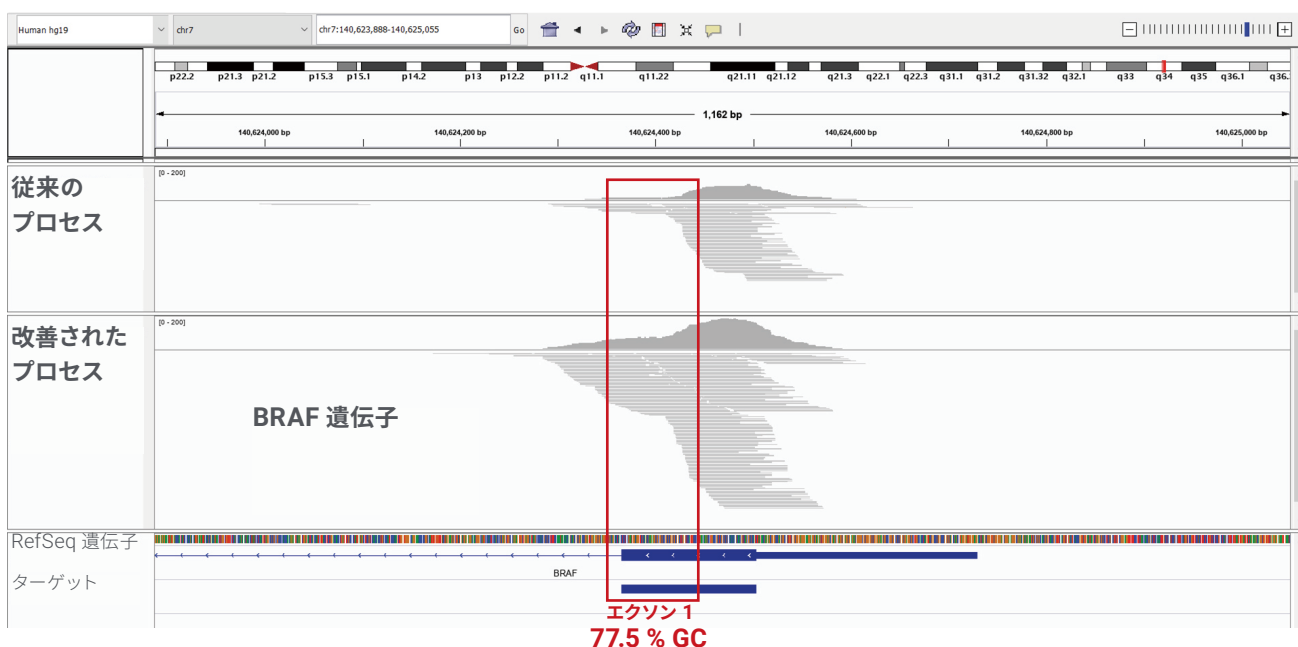 Human hg19 chr7 chr7:140,623,888-140,625,055 Go
p22.2 p21.3 p21.2 p15.3 p15.1 p14.2 p13 p12.2 p11.2 q11.1 q11.22 q21.11 q21.12 q21.3 q22.1 q22.3 q31.1 q31.2 q31.32 q32.1 q33 q34 q35 q36.1 q36.
1,162 bp
140,624,000 bp 140,624,200 bp 140,624,400 bp 140,624,600 bp 140,624,800 bp 140,625,000 bp
[0 - 200]
従来の
プロセス
[0 - 200]
改善された
プロセス
BRAF 遺伝子
RefSeq 遺伝子
BRAF
ターゲット
エクソン 1
77.5 % GC